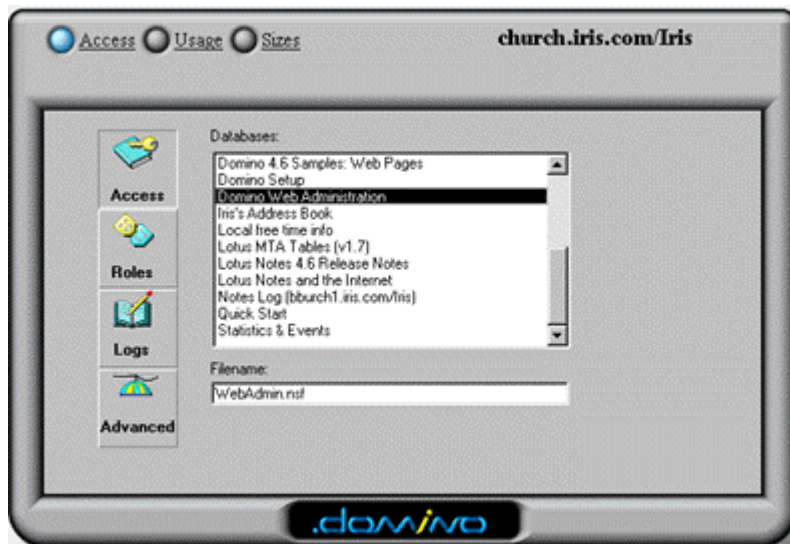 Access Usage Sizes church.iris.com/Iris
Databases:
Domino 4.6 Samples: Web Pages
Domino Setup
Access
Domino Web Administration
Iris's Address Book
Local free time info
Lotus MTA Tables (v1.7)
Roles
Lotus Notes 4.6 Release Notes
Lotus Notes and the Internet
Notes Log (bburch1.iris.com/Iris)
Quick Start
Statistics & Events
Logs
Filename:
WebAdmin.nsf
Advanced
.domino